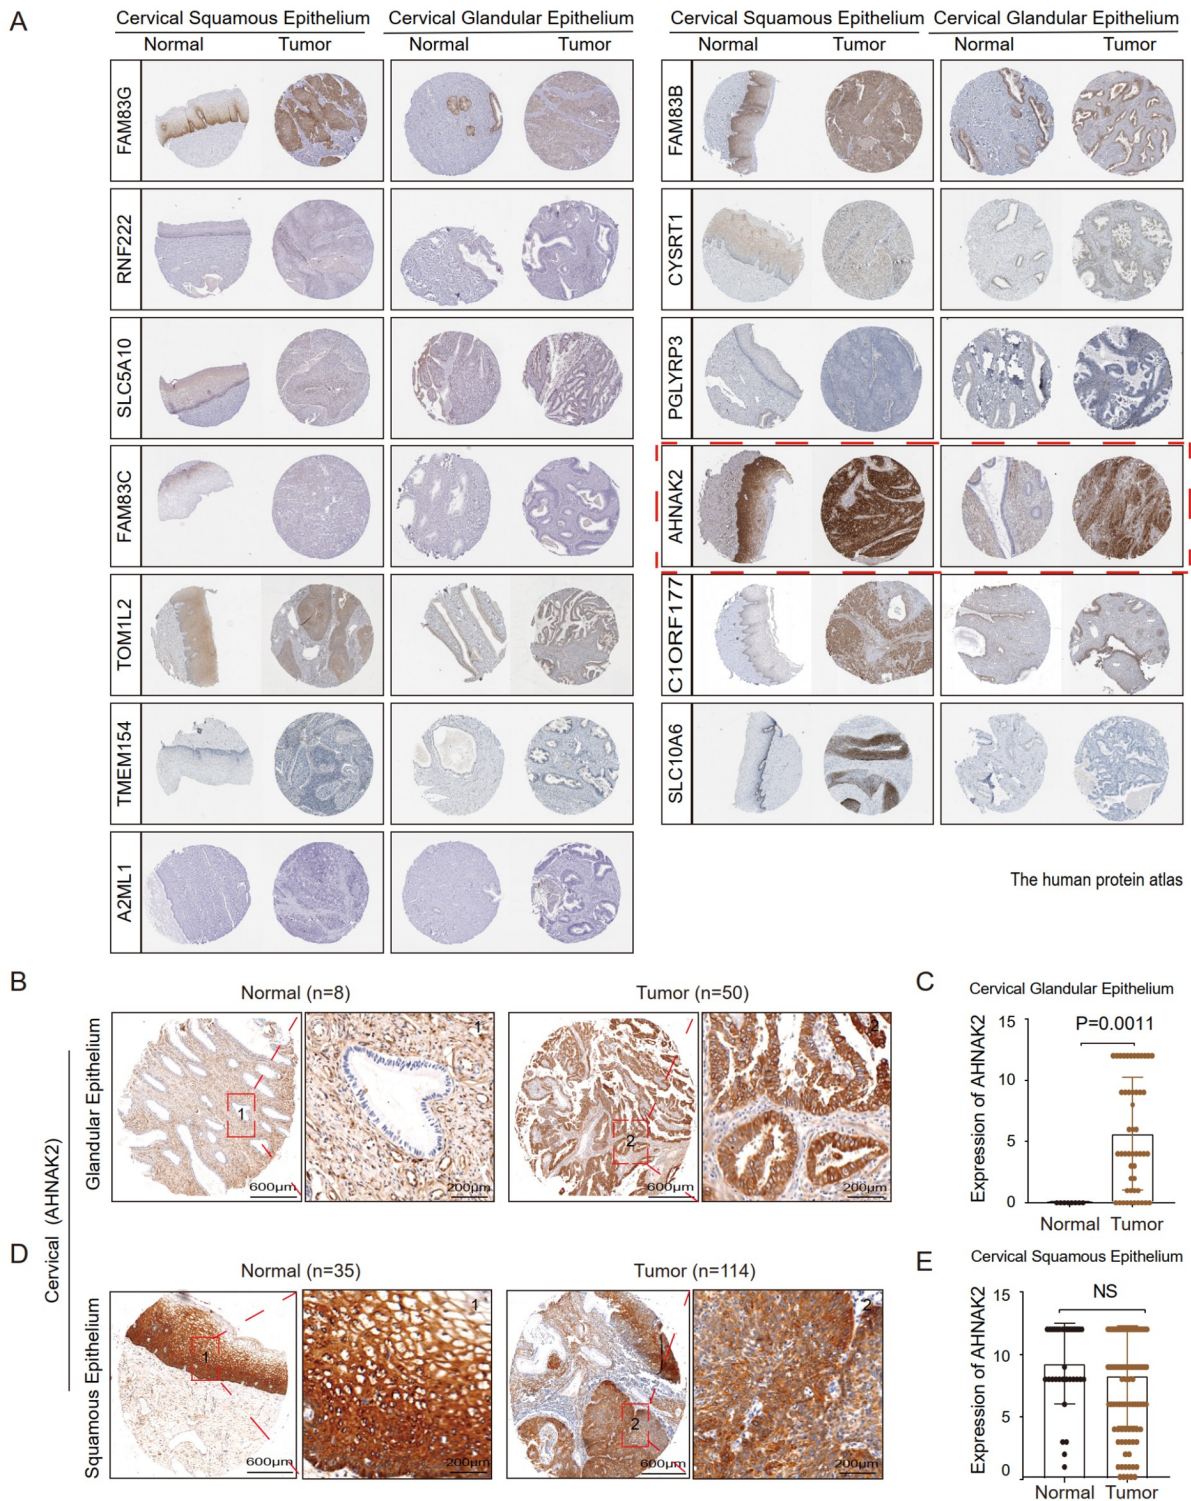 A
Cervical Squamous Epithelium
Cervical Glandular Epithelium
Cervical Squamous Epithelium
Cervical Glandular Epithelium
Normal
Tumor
Normal
Tumor
Normal
Tumor
Normal
Tumor
FAM83G
FAM83B
RNF222
CYSRT1
SLC5A10
PGLYRP3
FAM83C
AHNAK2
TOM1L2
C1ORF177
TMEM154
SLC10A6
A2ML1
The human protein atlas
Cervical (AHNAK2)
B
Normal (n=8)
Tumor (n=50)
Glandular Epithelium
1
600μm
1
200μm
2
600μm
2
200μm
C
Cervical Glandular Epithelium
P=0.0011
Expression of AHNAK2
15
10
5
0
Normal
Tumor
D
Normal (n=35)
Tumor (n=114)
Squamous Epithelium
1
600μm
1
200μm
2
600μm
2
200μm
E
Cervical Squamous Epithelium
NS
Expression of AHNAK2
15
10
5
0
Normal
Tumor